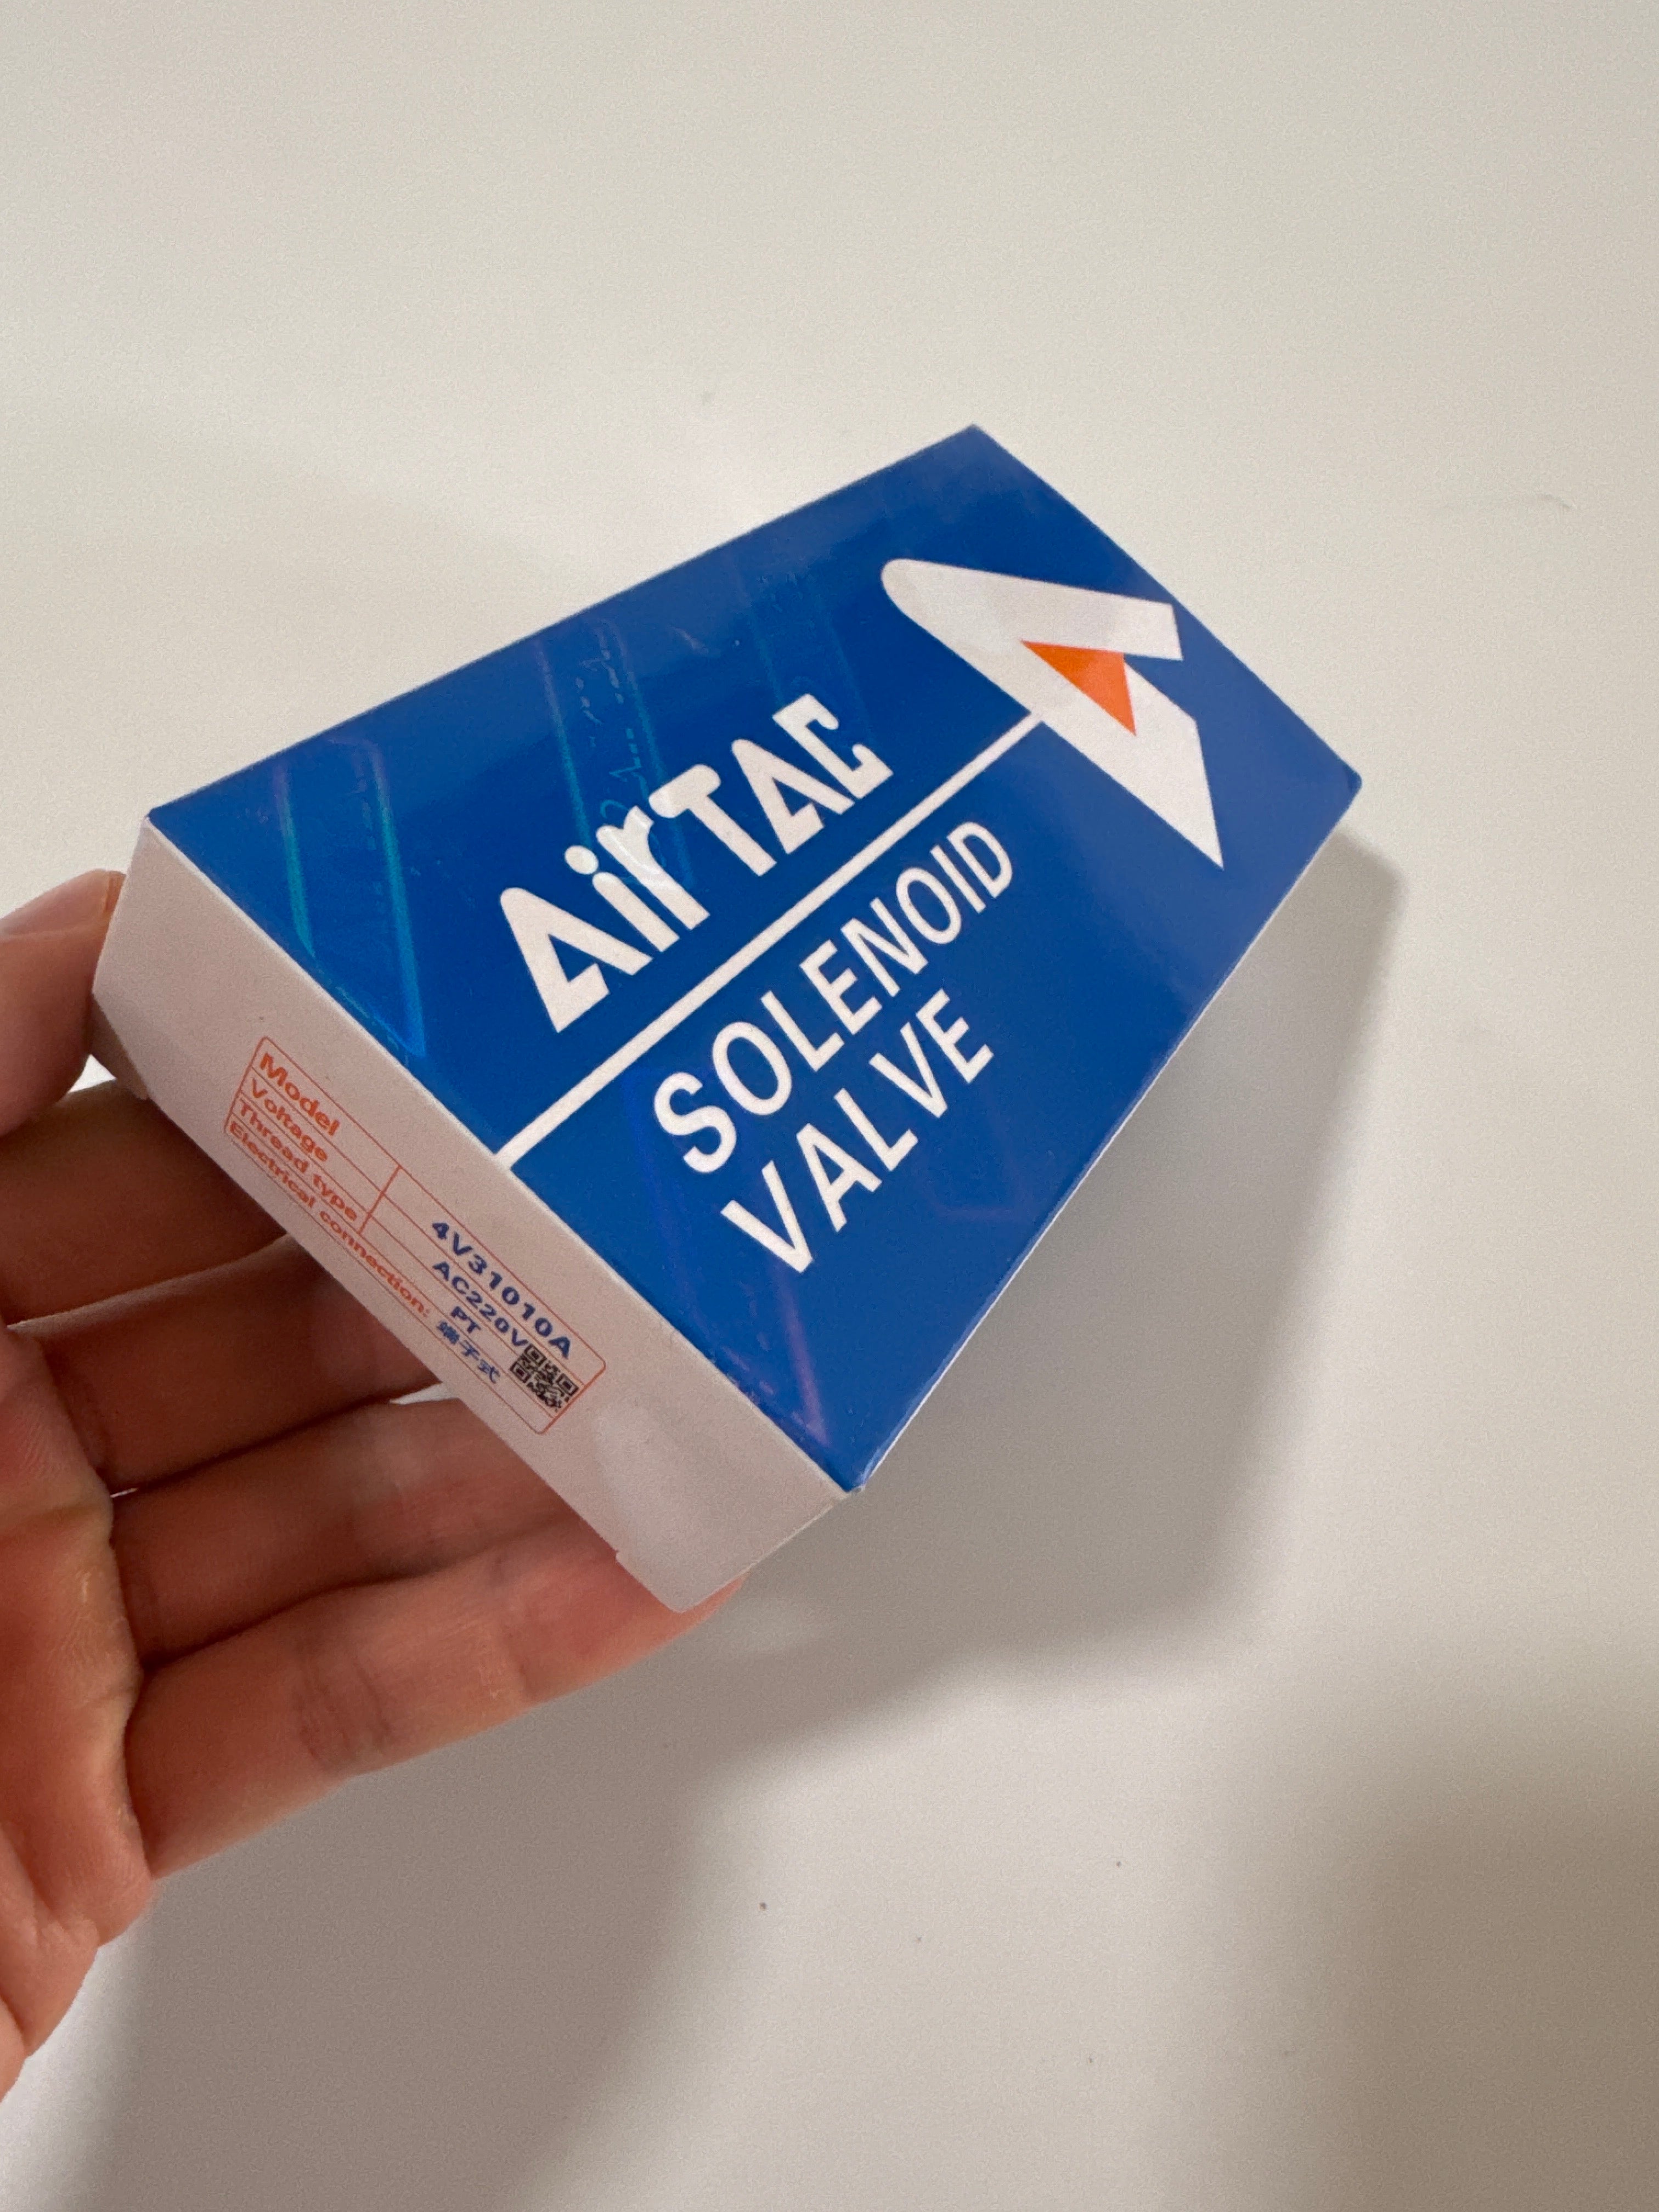 AirTAC
SOLENOID
VALVE
Model 4V31010A
Voltage AC220V
Thread type PT
Electrical connection: 端子式